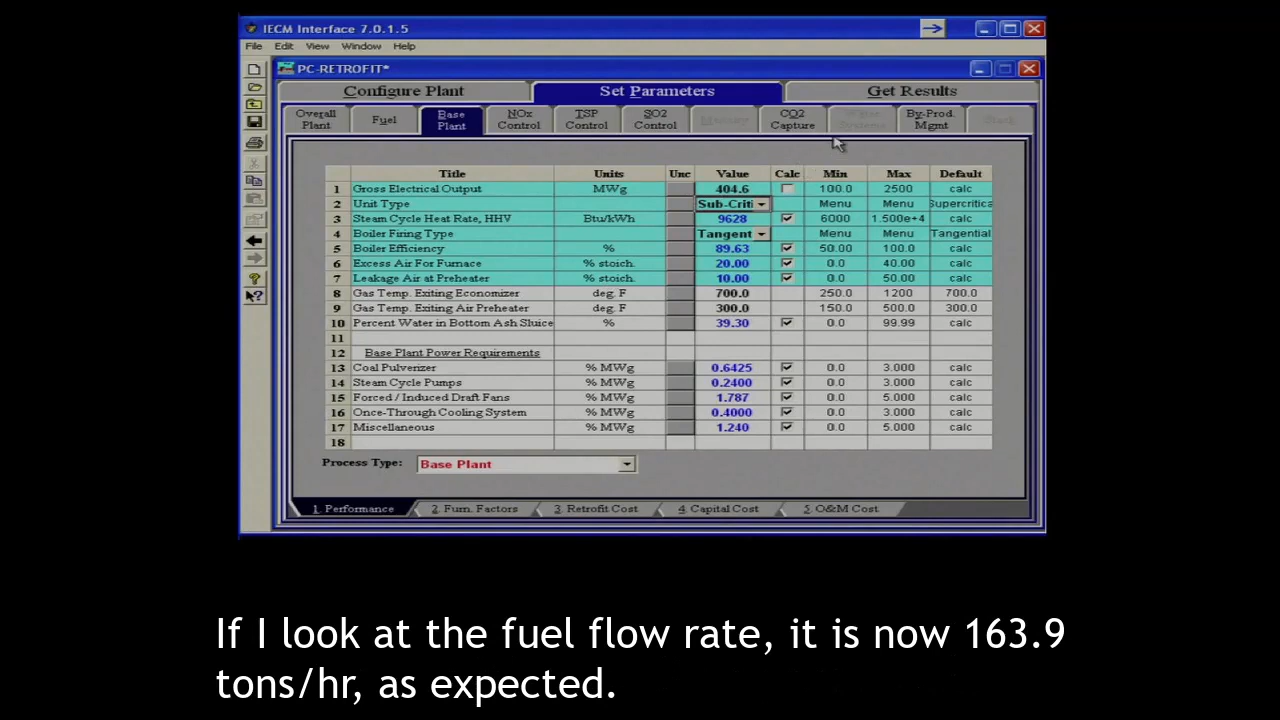 IECM Interface 7.0.1.5
File Edit View Window Help
PC-RETROFIT*
Configure Plant Set Parameters Get Results
Overall Plant Fuel Base Plant NOx Control TSP Control SO2 Control Mercury CO2 Capture Water Systems By-Prod. Mgmt Stack
Title Units Unc Value Calc Min Max Default
1 Gross Electrical Output MWg 404.6 100.0 2500 calc
2 Unit Type Sub-Criti Menu Menu Supercritica
3 Steam Cycle Heat Rate, HHV Btu/kWh 9628 6000 1.500e+4 calc
4 Boiler Firing Type Tangent Menu Menu Tangential
5 Boiler Efficiency % 89.63 50.00 100.0 calc
6 Excess Air For Furnace % stoich. 20.00 0.0 40.00 calc
7 Leakage Air at Preheater % stoich. 10.00 0.0 50.00 calc
8 Gas Temp. Exiting Economizer deg. F 700.0 250.0 1200 700.0
9 Gas Temp. Exiting Air Preheater deg. F 300.0 150.0 500.0 300.0
10 Percent Water in Bottom Ash Sluice % 39.30 0.0 99.99 calc
11
12 Base Plant Power Requirements
13 Coal Pulverizer % MWg 0.6425 0.0 3.000 calc
14 Steam Cycle Pumps % MWg 0.2400 0.0 3.000 calc
15 Forced / Induced Draft Fans % MWg 1.787 0.0 5.000 calc
16 Once-Through Cooling System % MWg 0.4000 0.0 3.000 calc
17 Miscellaneous % MWg 1.240 0.0 5.000 calc
18
Process Type: Base Plant
1. Performance 2. Furn. Factors 3. Retrofit Cost 4. Capital Cost 5. O&M Cost
If I look at the fuel flow rate, it is now 163.9
tons/hr, as expected.